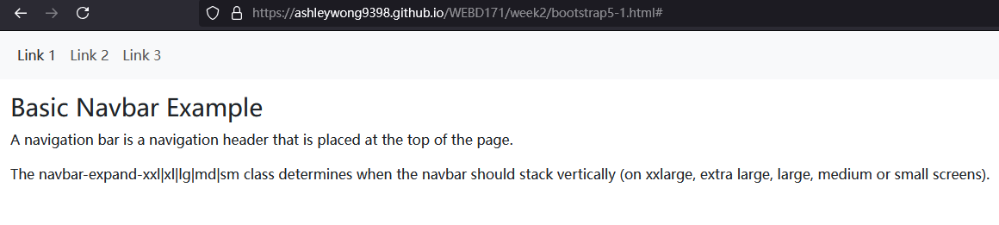 https://ashleywong9398.github.io/WEBD171/week2/bootstrap5-1.html#
Link 1 Link 2 Link 3
Basic Navbar Example
A navigation bar is a navigation header that is placed at the top of the page.
The navbar-expand-xxl|xl|lg|md|sm class determines when the navbar should stack vertically (on xxlarge, extra large, large, medium or small screens).